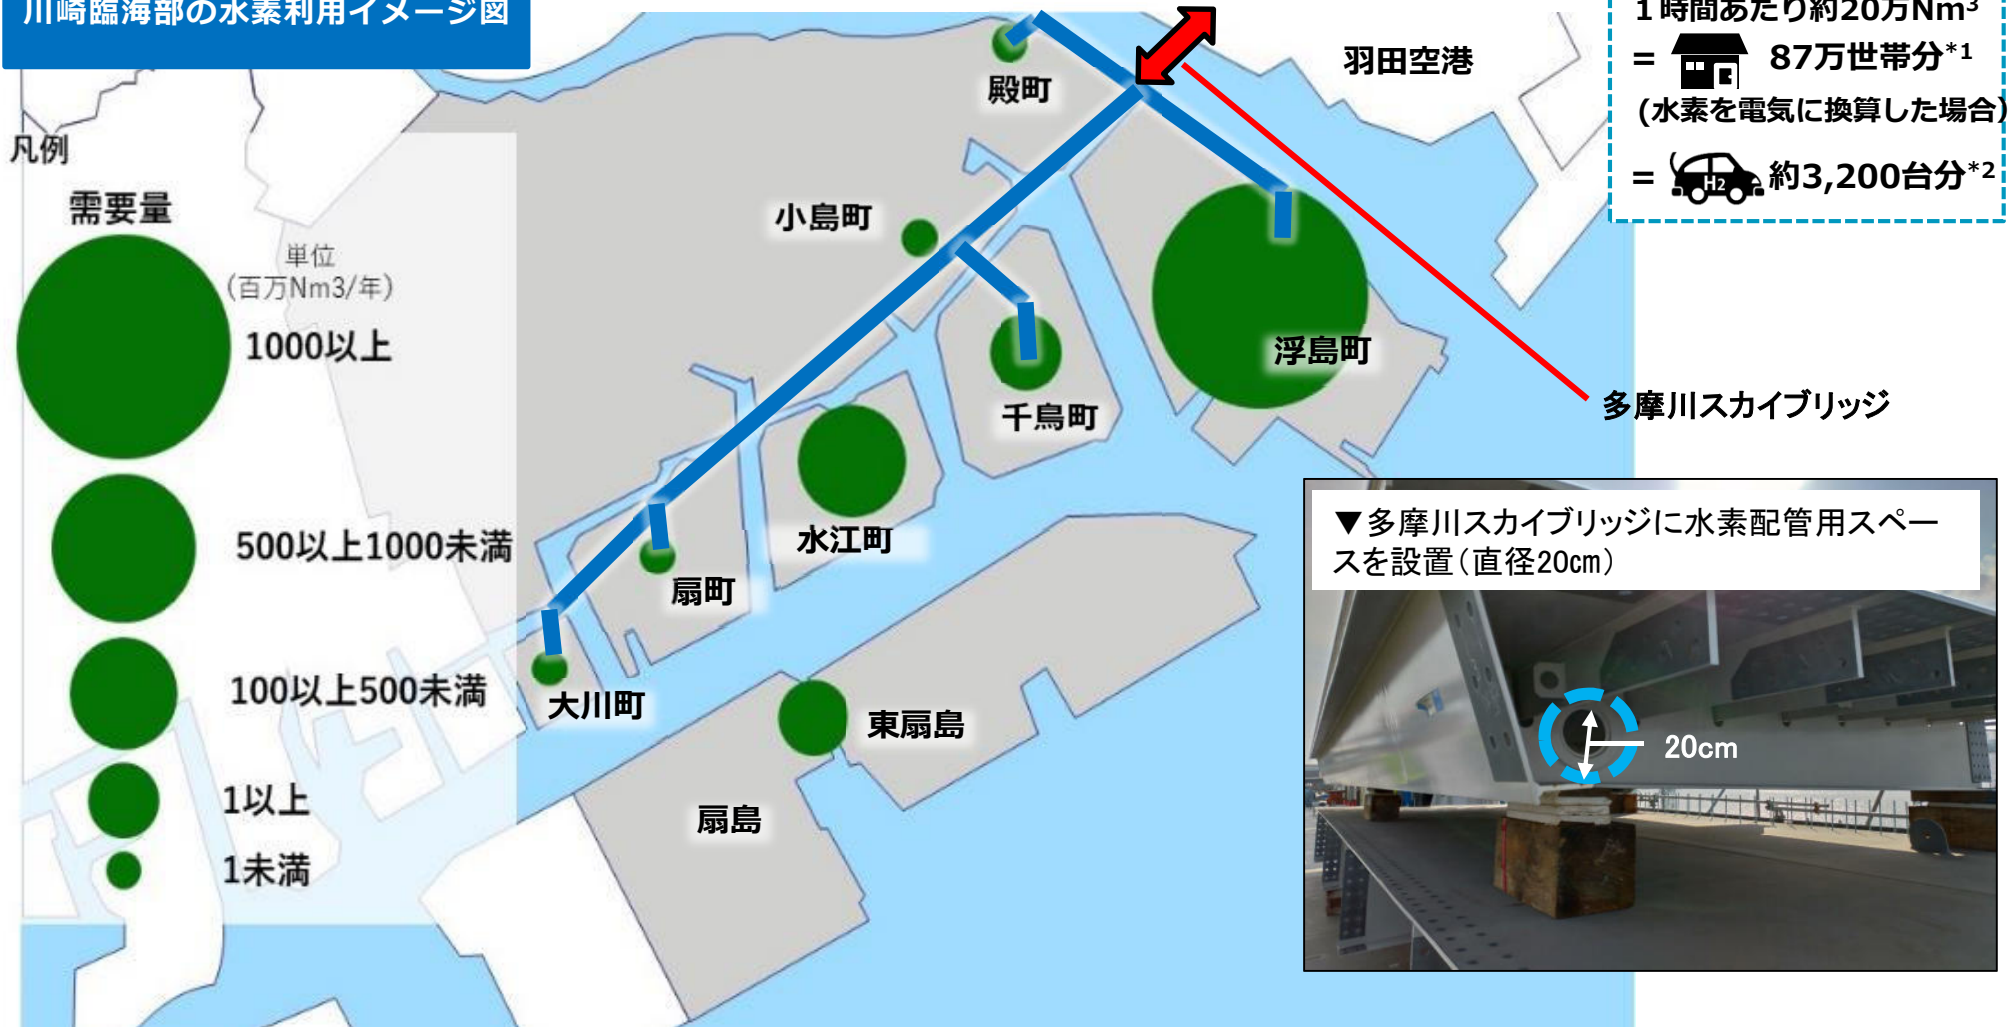 川崎臨海部の水素利用イメージ図
1時間あたり約20万Nm³
= 87万世帯分*1
(水素を電気に換算した場合)
= H2 約3,200台分*2
羽田空港
殿町
凡例
需要量
単位
(百万Nm3/年)
1000以上
500以上1000未満
100以上500未満
1以上
1未満
小島町
浮島町
千鳥町
多摩川スカイブリッジ
水江町
扇町
大川町
東扇島
扇島
▼多摩川スカイブリッジに水素配管用スペー
スを設置(直径20㎝)
20cm